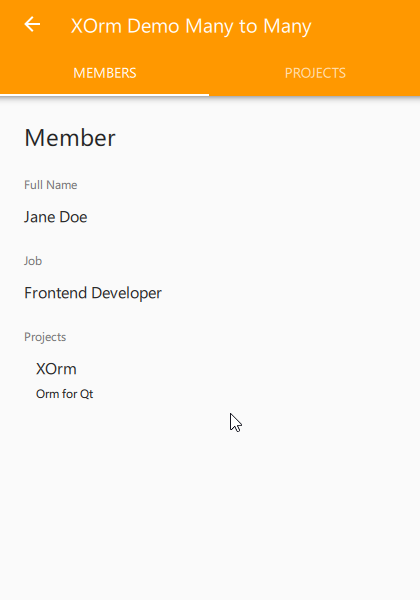 XOrm Demo Many to Many
MEMBERS PROJECTS
Member
Full Name
Jane Doe
Job
Frontend Developer
Projects
XOrm
Orm for Qt